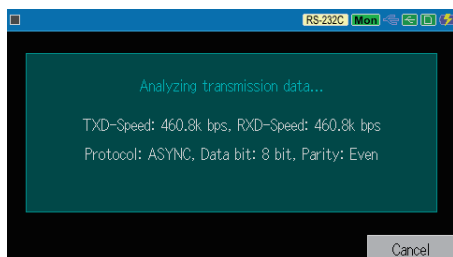 RS-232C Mon
Analyzing transmission data...
TXD-Speed: 460.8k bps, RXD-Speed: 460.8k bps
Protocol: ASYNC, Data bit: 8 bit, Parity: Even
Cancel